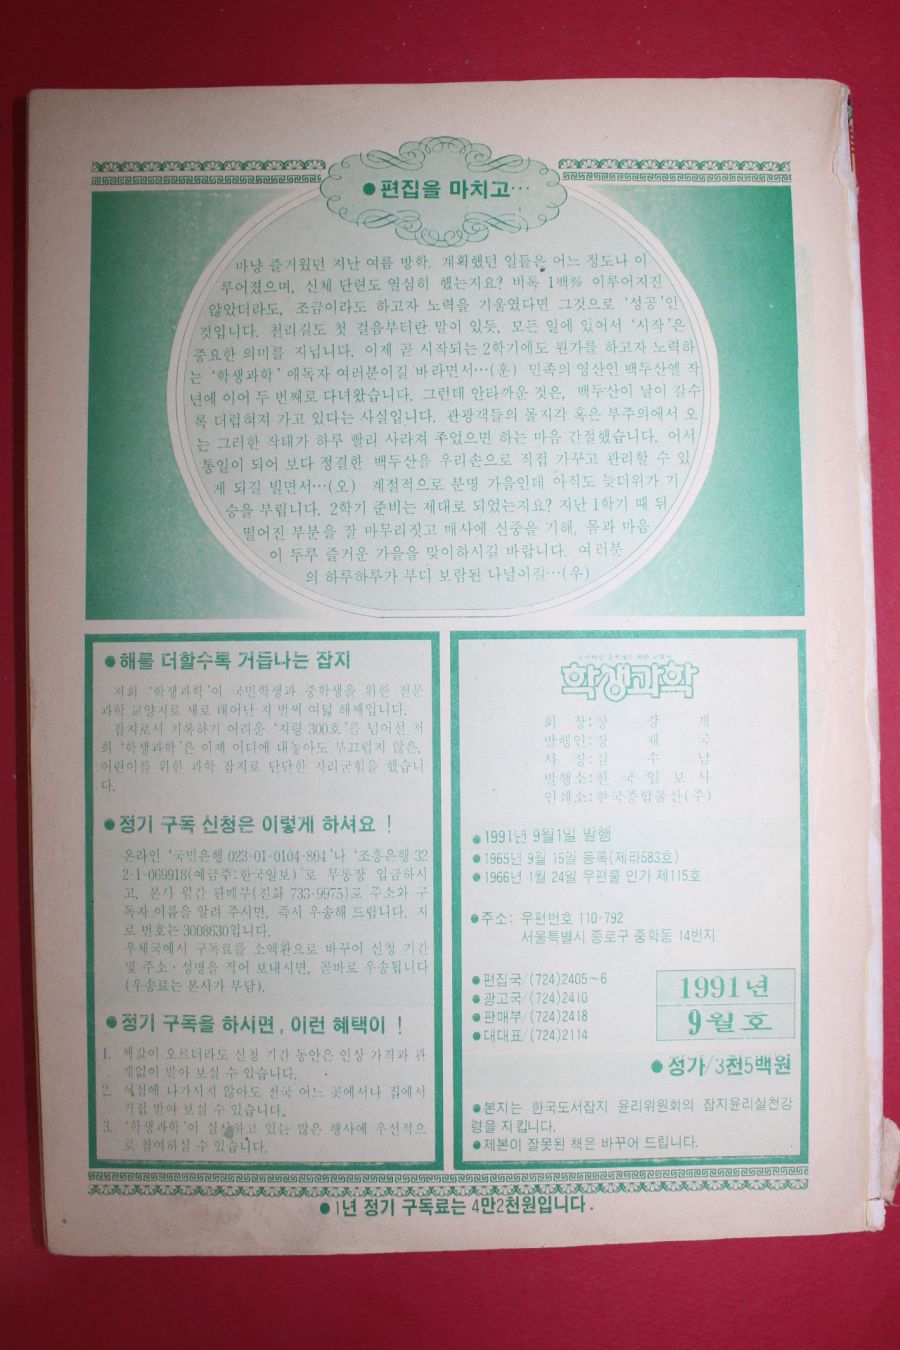 ●편집을 마치고…
마냥 즐거웠던 지난 여름 방학. 계획했던 일들은 어느 정도나 이
루어졌으며, 신체 단련도 열심히 했는지요? 비록 1백% 이루어지진
않았더라도, 조금이라도 하고자 노력을 기울였다면 그것으로 ‘성공’인
것입니다. 천리길도 첫 걸음부터란 말이 있듯, 모든 일에 있어서 ‘시작’은
중요한 의미를 지닙니다. 이제 곧 시작되는 2학기에도 뭔가를 하고자 노력하
는 ‘학생과학’ 애독자 여러분이길 바라면서…(훈) 민족의 영산인 백두산엘 작
년에 이어 두 번째로 다녀왔습니다. 그런데 안타까운 것은, 백두산이 날이 갈수
록 더럽혀져 가고 있다는 사실입니다. 관광객들의 몰지각 혹은 부주의에서 오
는 그러한 작태가 하루 빨리 사라져 주었으면 하는 마음 간절했습니다. 어서
통일이 되어 보다 정결한 백두산을 우리손으로 직접 가꾸고 관리할 수 있
게 되길 빌면서…(오) 계절적으로 분명 가을인데 아직도 늦더위가 기
승을 부립니다. 2학기 준비는 제대로 되었는지요? 지난 1학기 때 뒤
떨어진 부분을 잘 마무리짓고 매사에 신중을 기해, 몸과 마음
이 두루 즐거운 가을을 맞이하시길 바랍니다. 여러분
의 하루하루가 부디 보람된 나날이길…(우)
●해를 더할수록 거듭나는 잡지
저희 ‘학생과학’이 국민학생과 중학생을 위한 전문
과학 교양지로 새로 태어난 지 벌써 여덟 해째입니다.
잡지로서 기록하기 어려운 ‘지령 300호’를 넘어선 저
희 ‘학생과학’은 이제 어디에 내놓아도 부끄럽지 않은,
어린이를 위한 과학 잡지로 단단한 자리굳힘을 했습니
다.
●정기 구독 신청은 이렇게 하셔요!
온라인 ‘국민은행 023-01-0104-864’나 ‘조흥은행 32
2-1-069918(예금주:한국일보)’로 무통장 입금하시
고, 본사 월간 판매부(전화 733-9975)로 주소와 구
독자 이름을 알려 주시면, 즉시 우송해 드립니다. 지
로 번호는 3008630입니다.
우체국에서 구독료를 소액환으로 바꾸어 신청 기간
및 주소·성명을 적어 보내시면, 곧바로 우송됩니다
(우송료는 본사가 부담).
●정기 구독을 하시면, 이런 혜택이!
1. 책값이 오르더라도 신청 기간 동안은 인상 가격과 관
계없이 받아 보실 수 있습니다.
2. 서점에 나가시지 않아도 전국 어느 곳에서나 집에서
직접 받아 보실 수 있습니다.
3. ‘학생과학’이 실시하고 있는 많은 행사에 우선적으
로 참여하실 수 있습니다.
학생과학
회 장:장 강 재
발행인:장 재 국
사 장:김 수 남
발행소:한 국 일 보 사
인쇄소:한국종합물산(주)
●1991년 9월1일 발행
●1965년 9월 15일 등록(제라583호)
●1966년 1월 24일 우편물 인가 제115호
●주소: 우편번호 110-792
서울특별시 종로구 중학동 14번지
●편집국/(724)2405~6
●광고국/(724)2410
●판매부/(724)2418
●대대표/(724)2114
1991년
9월호
●정가/3천5백원
●본지는 한국도서잡지 윤리위원회의 잡지윤리실천강
령을 지킵니다.
●제본이 잘못된 책은 바꾸어 드립니다.
●1년 정기 구독료는 4만2천원입니다.